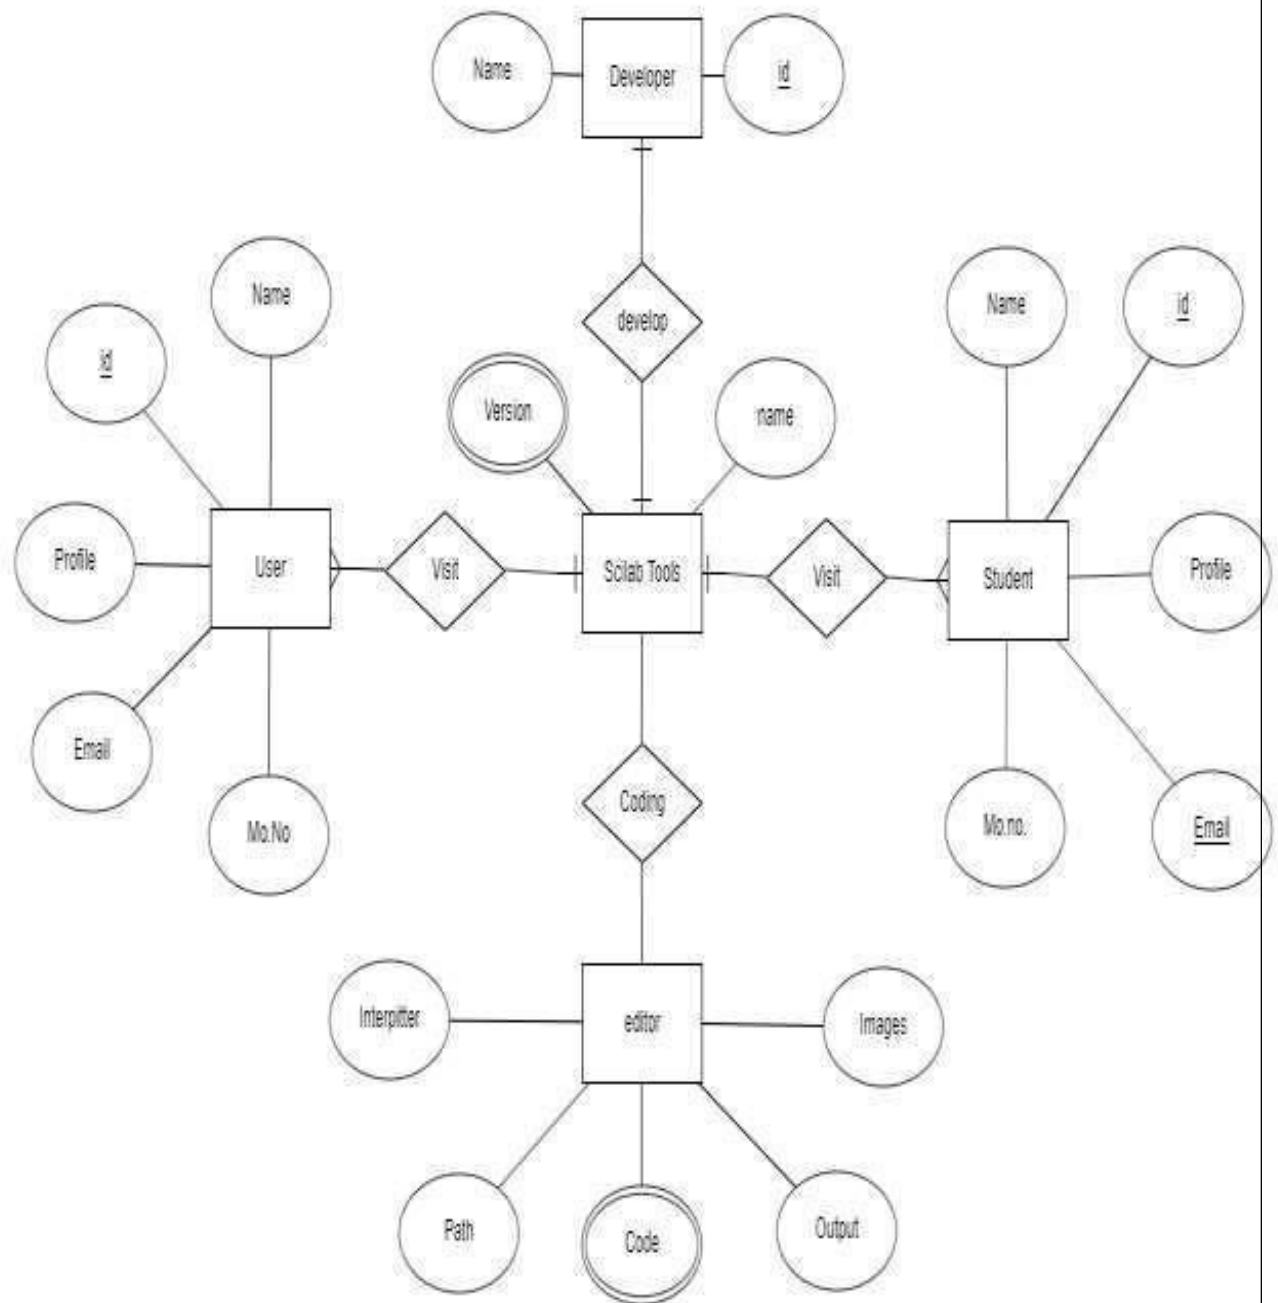 Name
Developer
id
develop
Name
id
Name
id
Version
name
Profile
User
Visit
Scilab Tools
Visit
Student
Profile
Email
Mo.No
Coding
Mo.no.
Email
Interpitter
editor
Images
Path
Code
Output